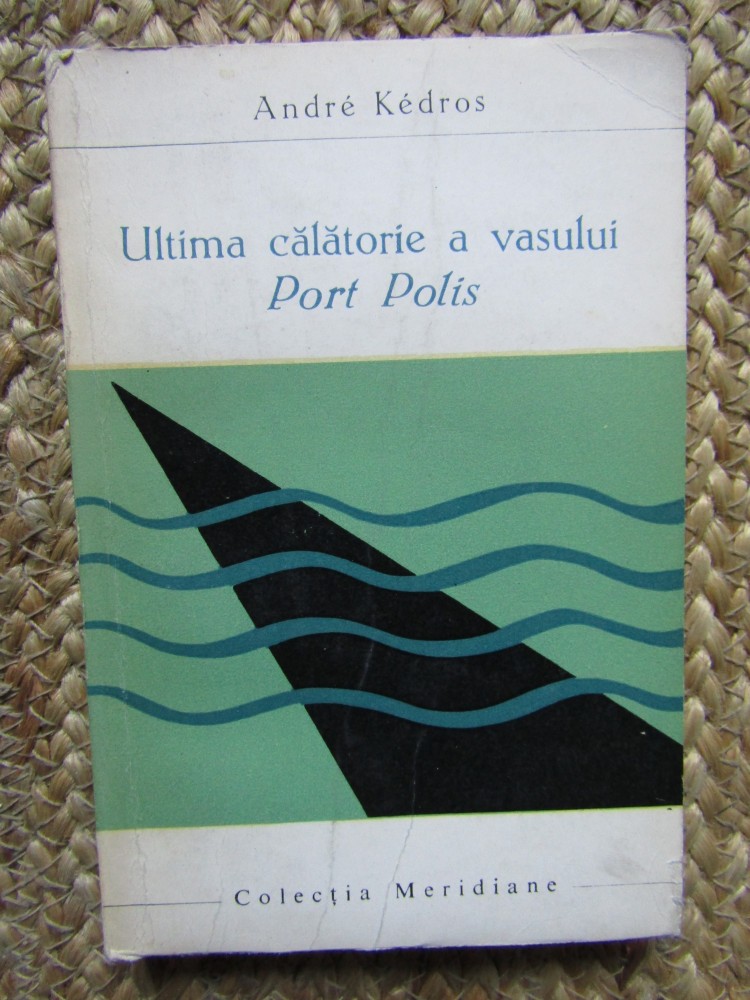 André Kédros
Ultima călătorie a vasului
Port Polis
Colecția Meridiane